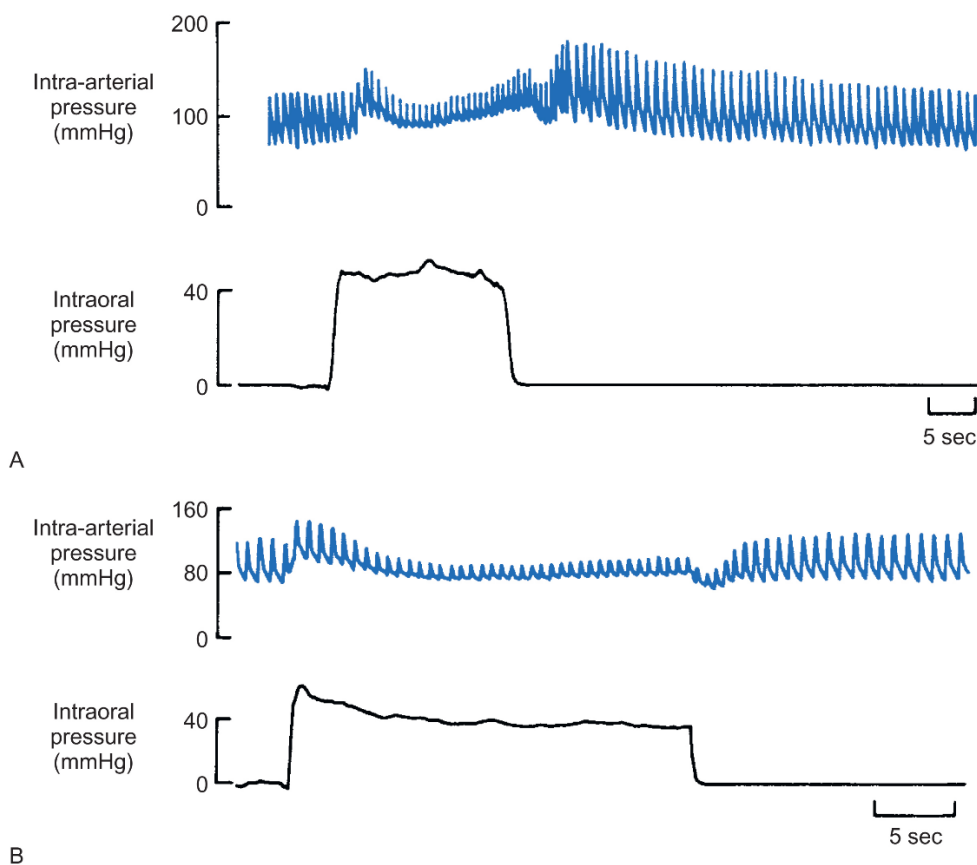 200
Intra-arterial
pressure
(mmHg)
100
0
Intraoral
pressure
(mmHg)
40
0
5 sec
A
160
Intra-arterial
pressure
(mmHg)
80
0
Intraoral
pressure
(mmHg)
40
0
5 sec
B